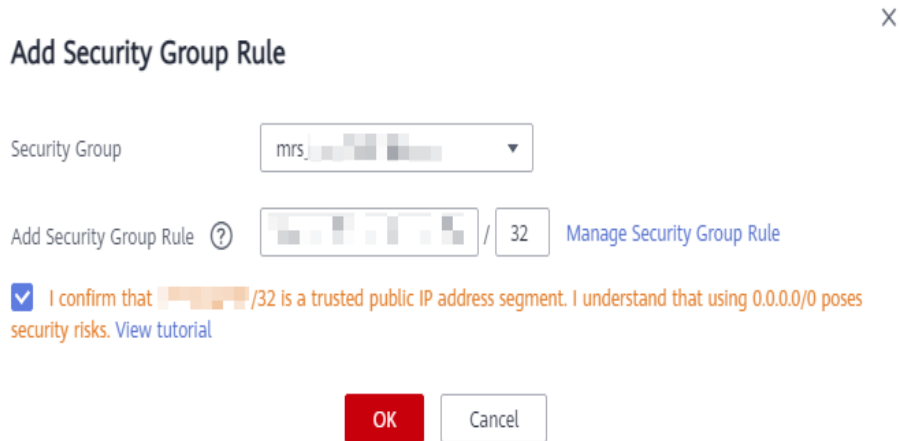 Add Security Group Rule
Security Group mrs_
Add Security Group Rule ? / 32 Manage Security Group Rule
I confirm that /32 is a trusted public IP address segment. I understand that using 0.0.0.0/0 poses
security risks. View tutorial
OK Cancel